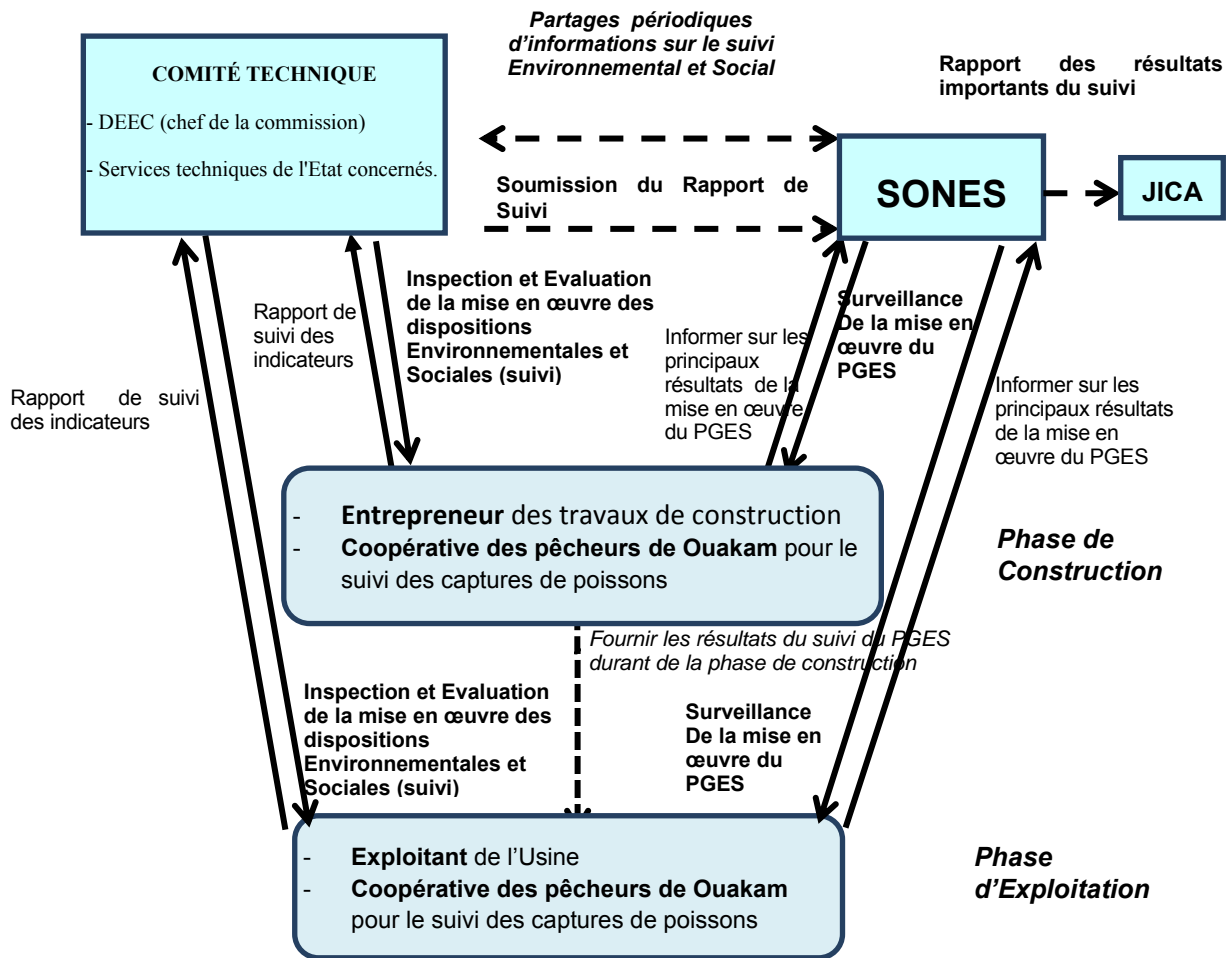 Partages périodiques
d'informations sur le suivi
Environnemental et Social
COMITÉ TECHNIQUE
- DEEC (chef de la commission)
- Services techniques de l'Etat concernés.
Rapport des résultats
importants du suivi
Soumission du Rapport de
Suivi
SONES
JICA
Rapport de suivi
des indicateurs
Rapport de
suivi des
indicateurs
Inspection et Evaluation
de la mise en œuvre des
dispositions
Environnementales et
Sociales (suivi)
Informer sur les
principaux
résultats de la
mise en œuvre
du PGES
Surveillance
De la mise en
œuvre du
PGES
Informer sur les
principaux résultats
de la mise en
œuvre du PGES
- Entrepreneur des travaux de construction
- Coopérative des pêcheurs de Ouakam pour le
suivi des captures de poissons
Phase de
Construction
Fournir les résultats du suivi du PGES
durant de la phase de construction
Inspection et Evaluation
de la mise en œuvre des
dispositions
Environnementales et
Sociales (suivi)
Surveillance
De la mise en
œuvre du
PGES
- Exploitant de l'Usine
- Coopérative des pêcheurs de Ouakam
pour le suivi des captures de poissons
Phase
d'Exploitation